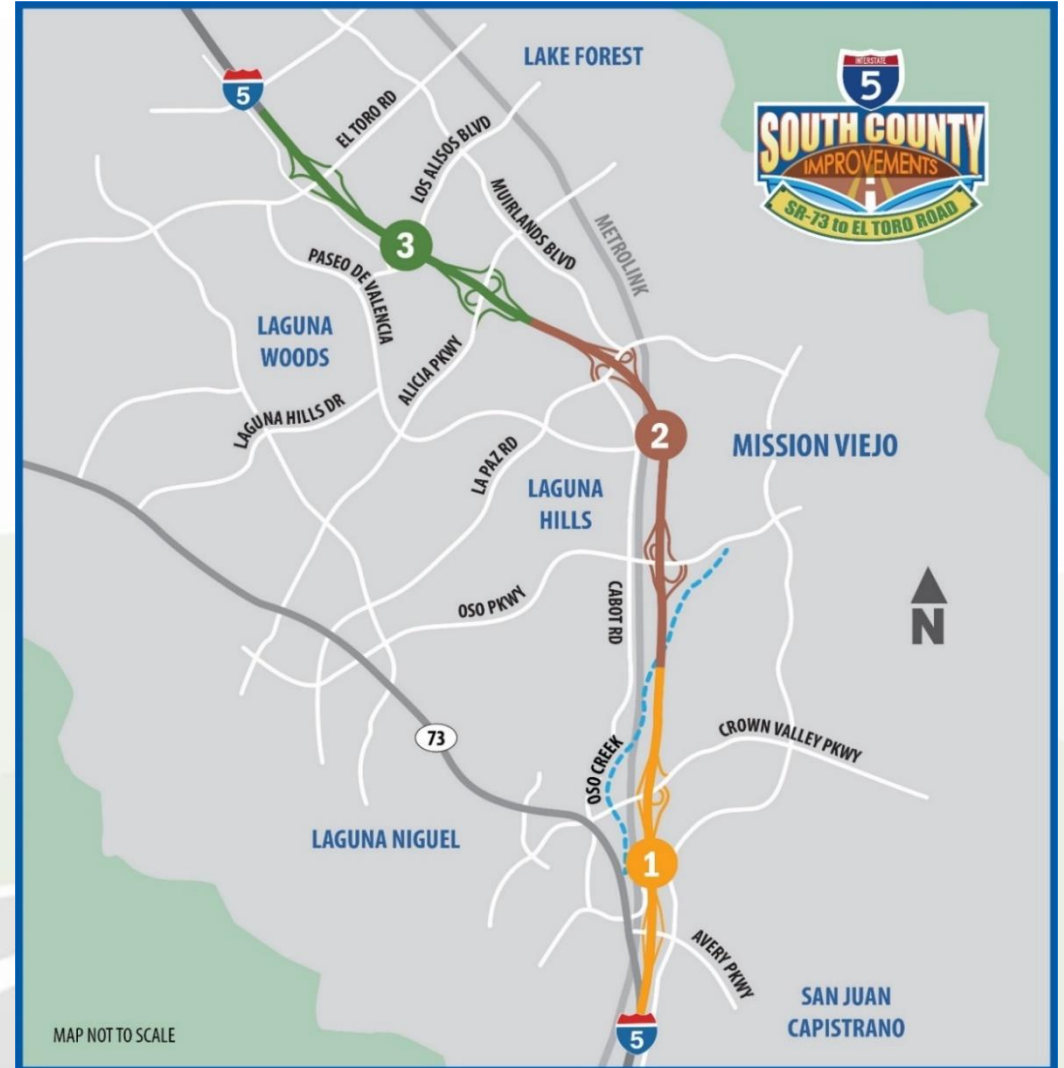 LAKE FOREST
INTERSTATE
5
SOUTH COUNTY
IMPROVEMENTS
SR-73 to EL TORO ROAD
5
EL TORO RD
LOS ALISOS BLVD
MUIRLANDS BLVD
METROLINK
3
PASEO DE VALENCIA
LAGUNA
WOODS
ALICIA PKWY
LAGUNA HILLS DR
LA PAZ RD
2
MISSION VIEJO
LAGUNA
HILLS
OSO PKWY
CABOT RD
N
73
OSO CREEK
CROWN VALLEY PKWY
LAGUNA NIGUEL
1
AVERY PKWY
SAN JUAN
CAPISTRANO
5
MAP NOT TO SCALE